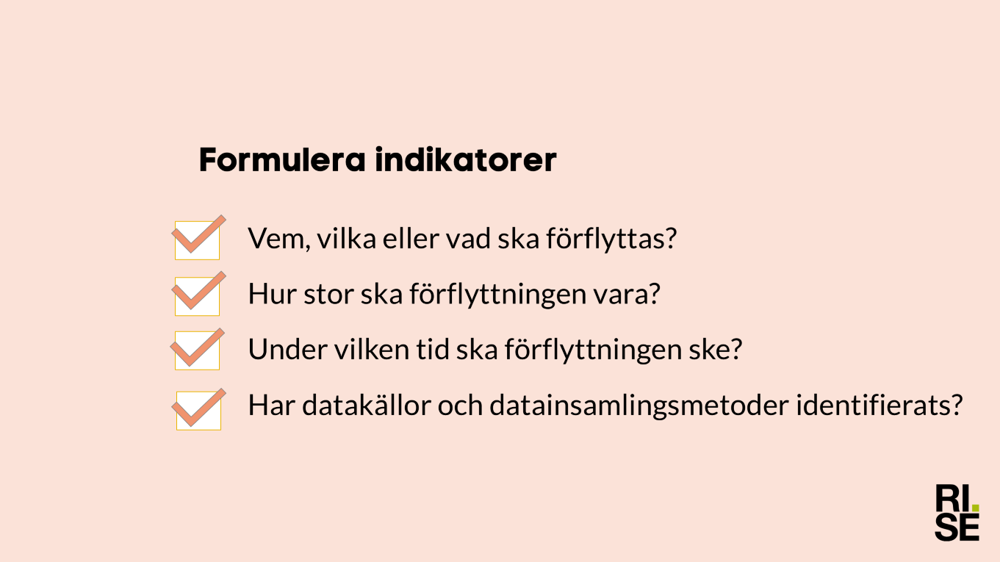 Formulera indikatorer
Vem, vilka eller vad ska förflyttas?
Hur stor ska förflyttningen vara?
Under vilken tid ska förflyttningen ske?
Har datakällor och datainsamlingsmetoder identifierats?
RI.
SE